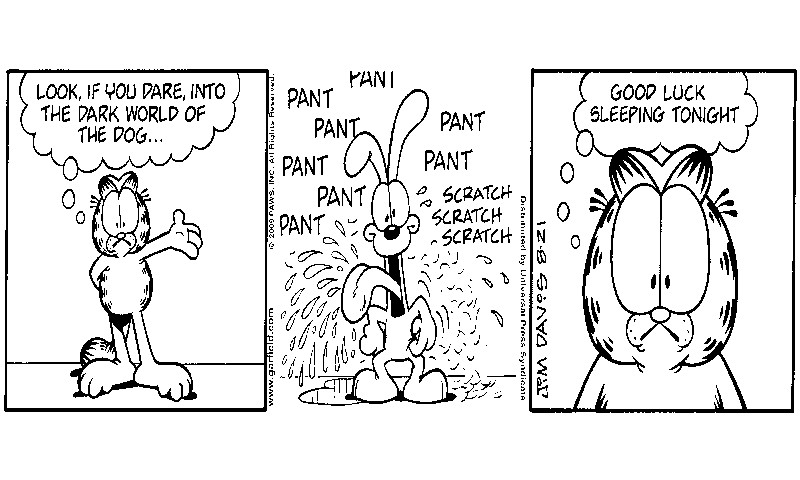 LOOK, IF YOU DARE, INTO
THE DARK WORLD OF
THE DOG...
© 2009 PAWS, INC. All Rights Reserved.
www.garfield.com
PANT
PANT
PANT
PANT
PANT
PANT
PANT
PANT
SCRATCH
SCRATCH
SCRATCH
Distributed by Universal Press Syndicate
JIM DAVIS 8·21
GOOD LUCK
SLEEPING TONIGHT